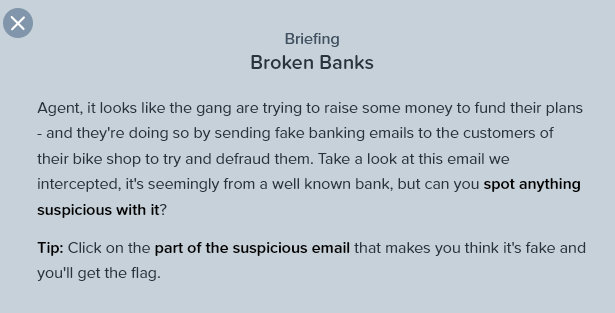 Briefing
Broken Banks
Agent, it looks like the gang are trying to raise some money to fund their plans
- and they're doing so by sending fake banking emails to the customers of
their bike shop to try and defraud them. Take a look at this email we
intercepted, it's seemingly from a well known bank, but can you spot anything
suspicious with it?
Tip: Click on the part of the suspicious email that makes you think it's fake and
you'll get the flag.